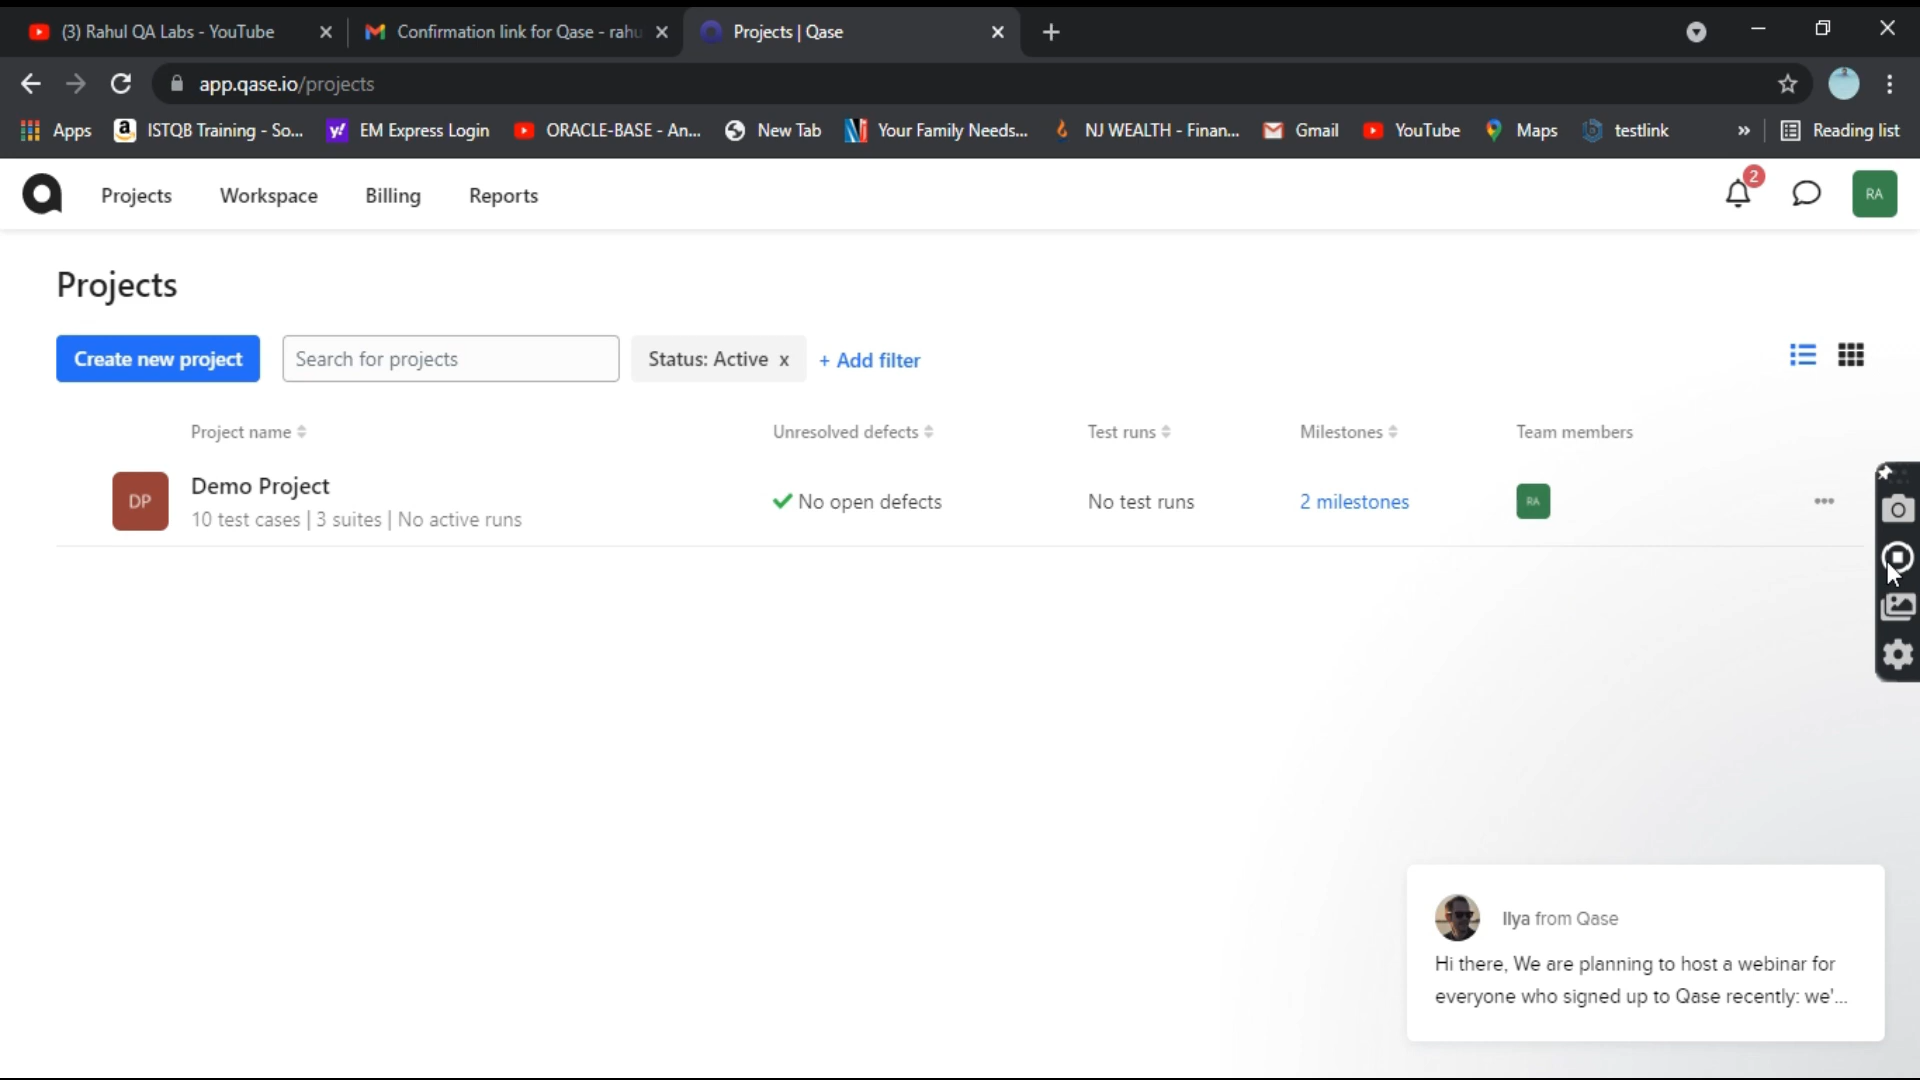 (3) Rahul QA Labs - YouTube
Confirmation link for Qase - rahu
Projects | Qase
app.qase.io/projects
Apps
ISTQB Training - So...
EM Express Login
ORACLE-BASE - An...
New Tab
Your Family Needs...
NJ WEALTH - Finan...
Gmail
YouTube
Maps
testlink
»
Reading list
Projects
Workspace
Billing
Reports
2
RA
Projects
Create new project
Search for projects
Status: Active x
+ Add filter
Project name
Unresolved defects
Test runs
Milestones
Team members
DP
Demo Project
10 test cases | 3 suites | No active runs
No open defects
No test runs
2 milestones
RA
Ilya from Qase
Hi there, We are planning to host a webinar for
everyone who signed up to Qase recently: we'...